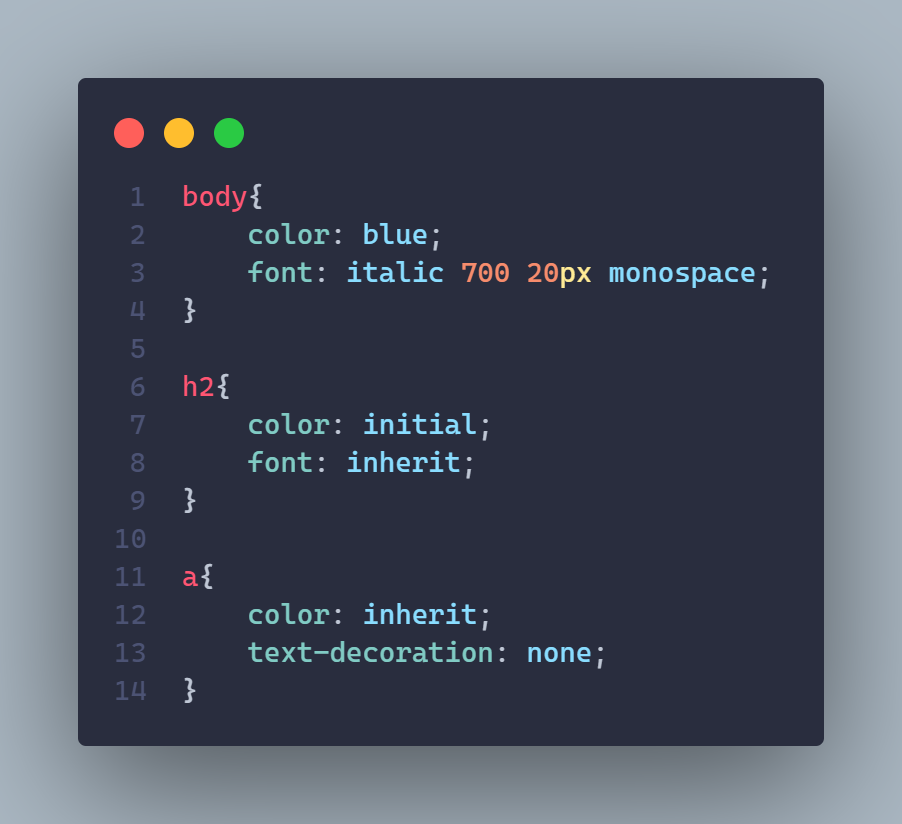 1 body{
2     color: blue;
3     font: italic 700 20px monospace;
4 }
5
6 h2{
7     color: initial;
8     font: inherit;
9 }
10
11 a{
12     color: inherit;
13     text-decoration: none;
14 }